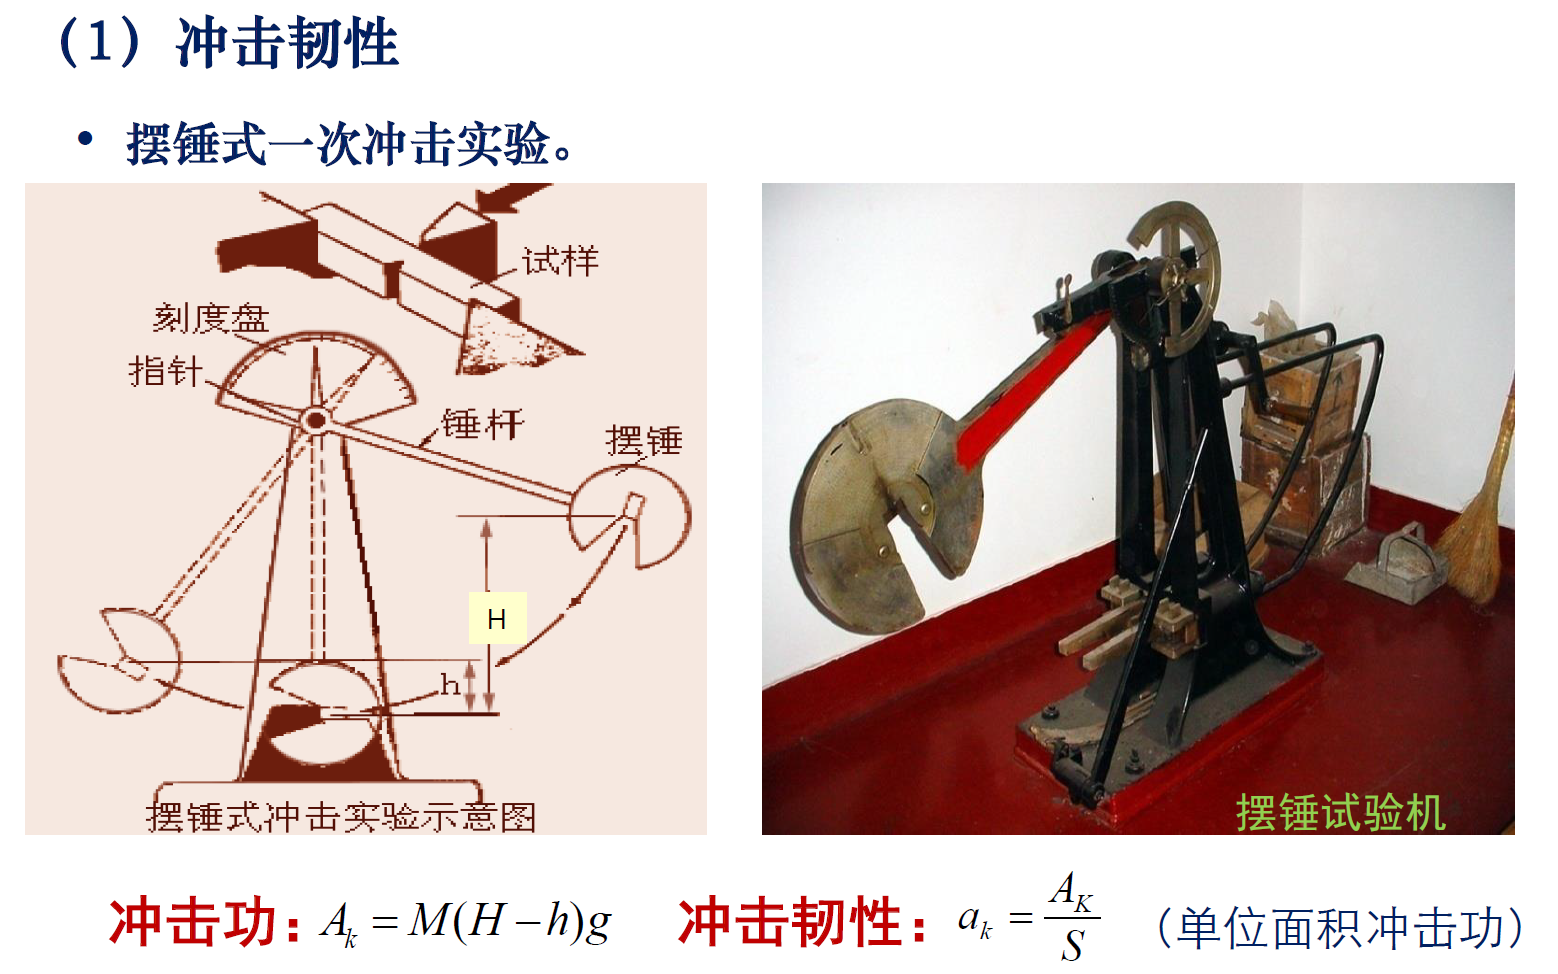 （1）冲击韧性
• 摆锤式一次冲击实验。
试样
刻度盘
指针
锤杆
摆锤
H
h
摆锤式冲击实验示意图
摆锤试验机
冲击功：A_k = M(H－h)g
冲击韧性：a_k = A_K / S （单位面积冲击功）